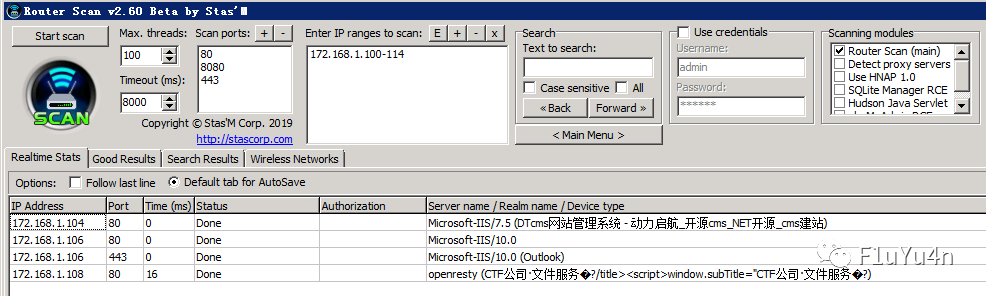 Router Scan v2.60 Beta by Stas'M
Start scan
Max. threads:
100
Timeout (ms):
8000
Scan ports: + -
80
8080
443
Enter IP ranges to scan: E + - x
172.168.1.100-114
Search
Text to search:
Case sensitive All
«Back Forward »
< Main Menu >
Use credentials
Username:
admin
Password:
******
Scanning modules
Router Scan (main)
Detect proxy servers
Use HNAP 1.0
SQLite Manager RCE
Hudson Java Servlet
SCAN
Copyright © Stas'M Corp. 2019
http://stascorp.com
Realtime Stats Good Results Search Results Wireless Networks
Options: Follow last line Default tab for AutoSave
IP Address Port Time (ms) Status Authorization Server name / Realm name / Device type
172.168.1.104 80 0 Done Microsoft-IIS/7.5 (DTcms网站管理系统 - 动力启航_开源cms_NET开源_cms建站)
172.168.1.106 80 0 Done Microsoft-IIS/10.0
172.168.1.106 443 0 Done Microsoft-IIS/10.0 (Outlook)
172.168.1.108 80 16 Done openresty (CTF公司·文件服务�?/title><script>window.subTitle="CTF公司·文件服务�?)
F1uYu4n